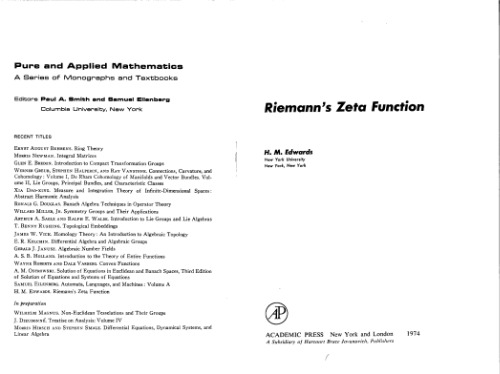 Pure and Applied Mathematics
A Series of Monographs and Textbooks
Editors Paul A. Smith and Samuel Eilenberg
Columbia University, New York
RECENT TITLES
ERNST AUGUST BEHRENS. Ring Theory
MORRIS NEWMAN. Integral Matrices
GLEN E. BREDON. Introduction to Compact Transformation Groups
WERNER GREUB, STEPHEN HALPERIN, AND RAY VANSTONE. Connections, Curvature, and
Cohomology: Volume I, De Rham Cohomology of Manifolds and Vector Bundles. Vol-
ume II, Lie Groups, Principal Bundles, and Characteristic Classes
XIA DAO-XING. Measure and Integration Theory of Infinite-Dimensional Spaces:
Abstract Harmonic Analysis
RONALD G. DOUGLAS. Banach Algebra Techniques in Operator Theory
WILLARD MILLER, JR. Symmetry Groups and Their Applications
ARTHUR A. SAGLE AND RALPH E. WALDE. Introduction to Lie Groups and Lie Algebras
T. BENNY RUSHING. Topological Embeddings
JAMES W. VICK. Homology Theory: An Introduction to Algebraic Topology
E. R. KOLCHIN. Differential Algebra and Algebraic Groups
GERALD J. JANUSZ. Algebraic Number Fields
A. S. B. HOLLAND. Introduction to the Theory of Entire Functions
WAYNE ROBERTS AND DALE VARBERG. Convex Functions
A. M. OSTROWSKI. Solution of Equations in Euclidean and Banach Spaces, Third Edition
of Solution of Equations and Systems of Equations
SAMUEL EILENBERG. Automata, Languages, and Machines: Volume A
H. M. EDWARDS. Riemann's Zeta Function
In preparation
WILHELM MAGNUS. Non-Euclidean Tesselations and Their Groups
J. DIEUDONNÉ. Treatise on Analysis: Volume IV
MORRIS HIRSCH AND STEPHEN SMALE. Differential Equations, Dynamical Systems, and
Linear Algebra
Riemann's Zeta Function
H. M. Edwards
New York University
New York, New York
AP
ACADEMIC PRESS New York and London 1974
A Subsidiary of Harcourt Brace Jovanovich, Publishers